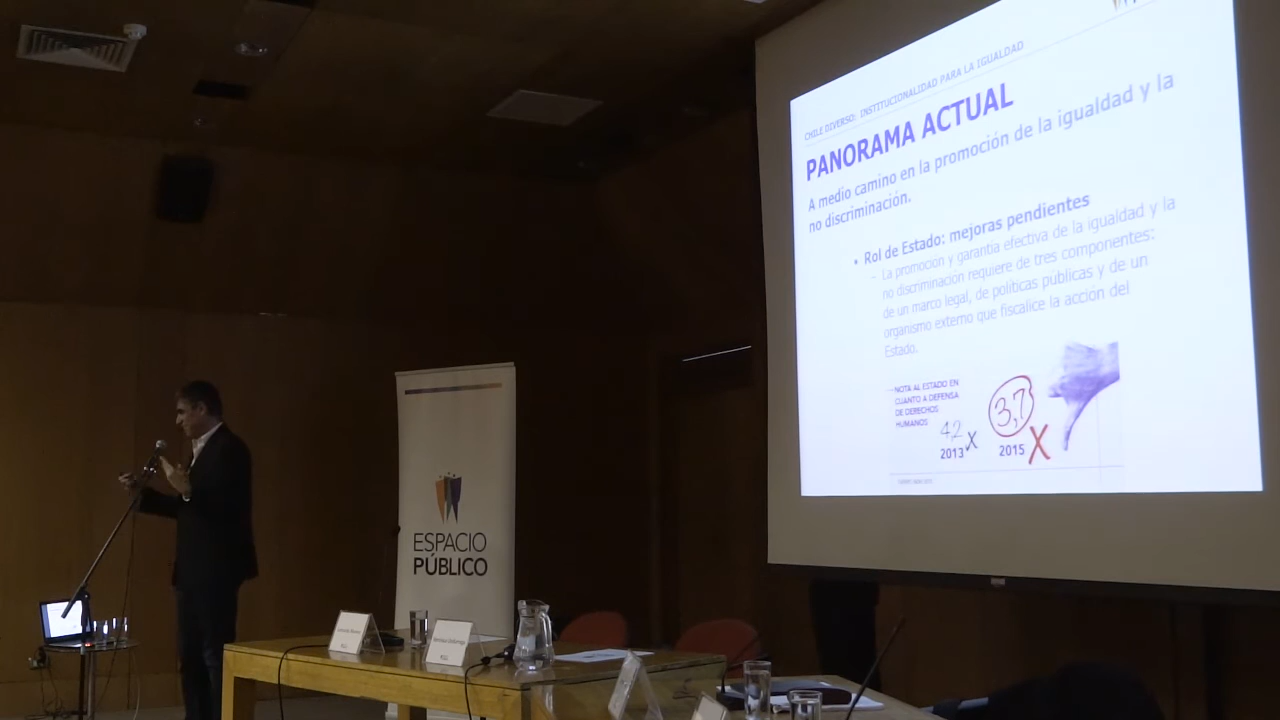 CHILE DIVERSO: INSTITUCIONALIDAD PARA LA IGUALDAD
PANORAMA ACTUAL
A medio camino en la promoción de la igualdad y la
no discriminación.
• Rol de Estado: mejoras pendientes
– La promoción y garantía efectiva de la igualdad y la
no discriminación requiere de tres componentes:
de un marco legal, de políticas públicas y de un
organismo externo que fiscalice la acción del
Estado.
NOTA AL ESTADO EN
CUANTO A DEFENSA
DE DERECHOS
HUMANOS
4,2 X
2013
3,7 X
2015
ESPACIO
PÚBLICO